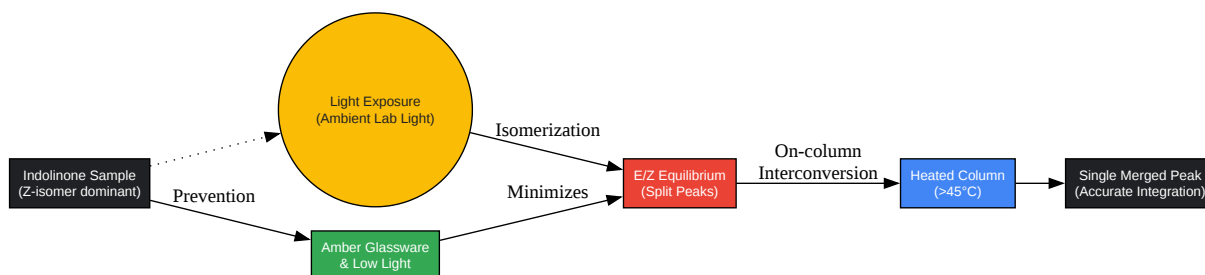 Indolinone Sample
(Z-isomer dominant)
Prevention
Light Exposure
(Ambient Lab Light)
Amber Glassware
& Low Light
Isomerization
Minimizes
E/Z Equilibrium
(Split Peaks)
On-column
Interconversion
Heated Column
(>45°C)
Single Merged Peak
(Accurate Integration)